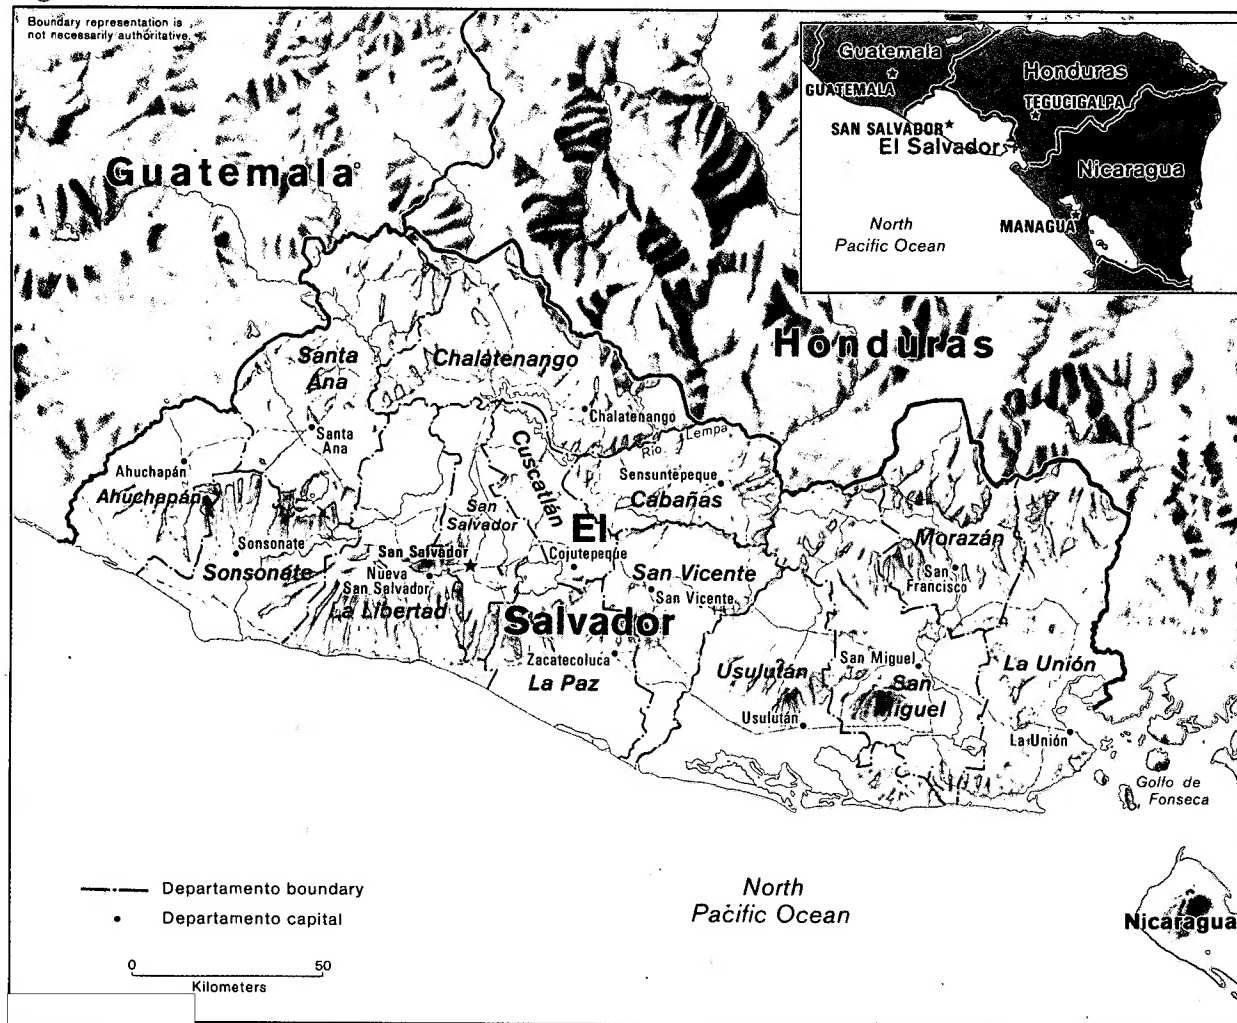 Boundary representation is
not necessarily authoritative.
Guatemala
GUATEMALA
Honduras
TEGUCIGALPA
SAN SALVADOR
El Salvador
Nicaragua
MANAGUA
North
Pacific Ocean
Guatemala
Honduras
Santa
Ana
Chalatenango
Chalatenango
Santa
Ana
Río
Lempa
Cuscatlán
Ahuachapán
Ahuachapán
Sensuntepeque
Cabañas
San
Salvador
El
Salvador
Morazán
Sonsonate
Sonsonate
San Salvador
Cojutepeque
Nueva
San Salvador
La Libertad
San Vicente
San Vicente
San
Francisco
Zacatecoluca
La Paz
Usulután
Usulután
San Miguel
San
Miguel
La Unión
La Unión
Golfo de
Fonseca
Departamento boundary
Departamento capital
North
Pacific Ocean
Nicaragua
0 50
Kilometers